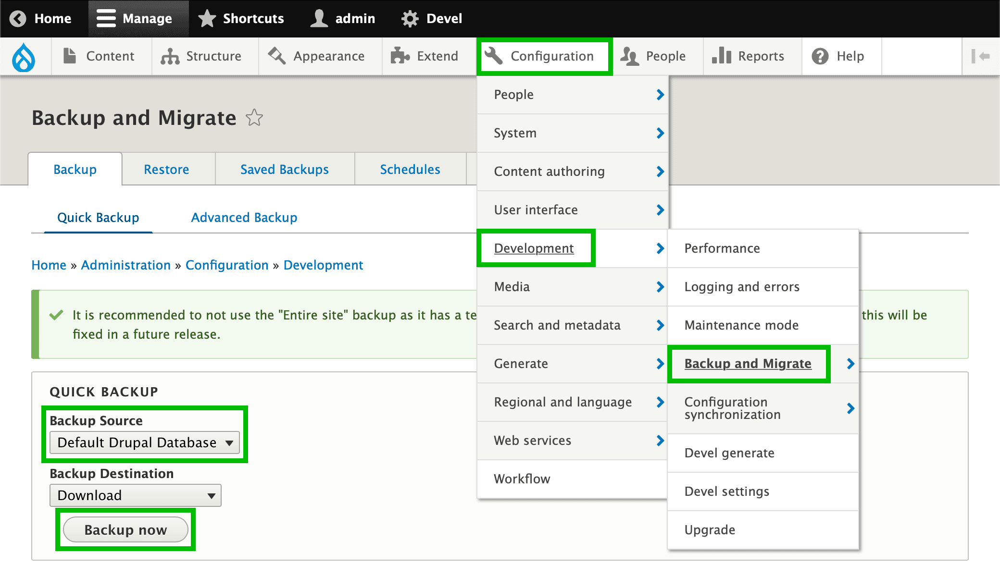 Home Manage Shortcuts admin Devel
Content Structure Appearance Extend Configuration People Reports Help
Backup and Migrate
Backup Restore Saved Backups Schedules
Quick Backup Advanced Backup
Home » Administration » Configuration » Development
It is recommended to not use the "Entire site" backup as it has a te
this will be
fixed in a future release.
QUICK BACKUP
Backup Source
Default Drupal Database
Backup Destination
Download
Backup now
People
System
Content authoring
User interface
Development
Media
Search and metadata
Generate
Regional and language
Web services
Workflow
Performance
Logging and errors
Maintenance mode
Backup and Migrate
Configuration
synchronization
Devel generate
Devel settings
Upgrade